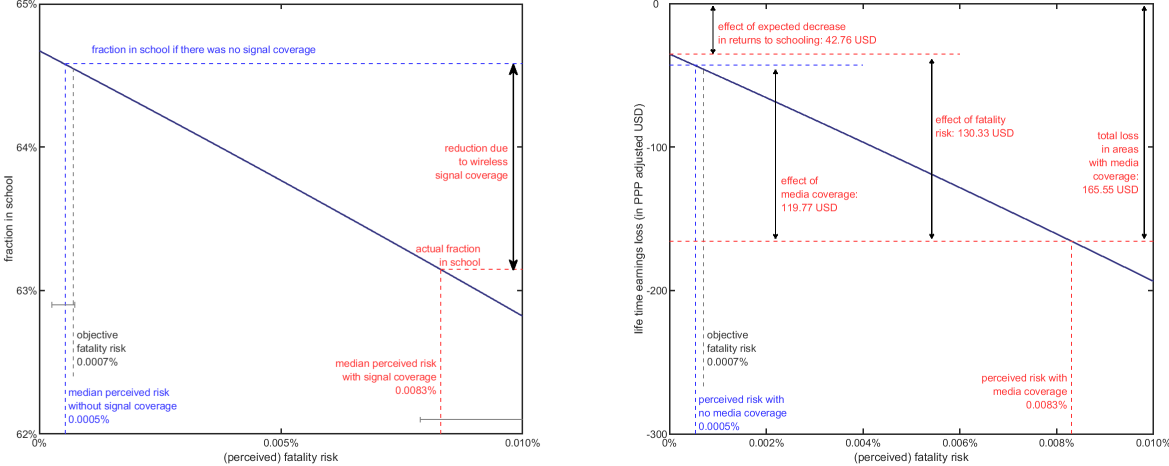 65%
64%
63%
62%
fraction in school
fraction in school if there was no signal coverage
reduction due
to wireless
signal coverage
actual fraction
in school
objective
fatality risk
0.0007%
median perceived risk
with signal coverage
0.0083%
median perceived risk
without signal coverage
0.0005%
0%
0.005%
0.010%
(perceived) fatality risk
0
-100
-200
-300
life time earnings loss (in PPP adjusted USD)
effect of expected decrease
in returns to schooling: 42.76 USD
effect of fatality
risk: 130.33 USD
total loss
in areas
with media
coverage:
165.55 USD
effect of
media coverage:
119.77 USD
objective
fatality risk
0.0007%
perceived risk with
media coverage
0.0083%
perceived risk with
no media coverage
0.0005%
0%
0.002%
0.004%
0.006%
0.008%
0.010%
(perceived) fatality risk